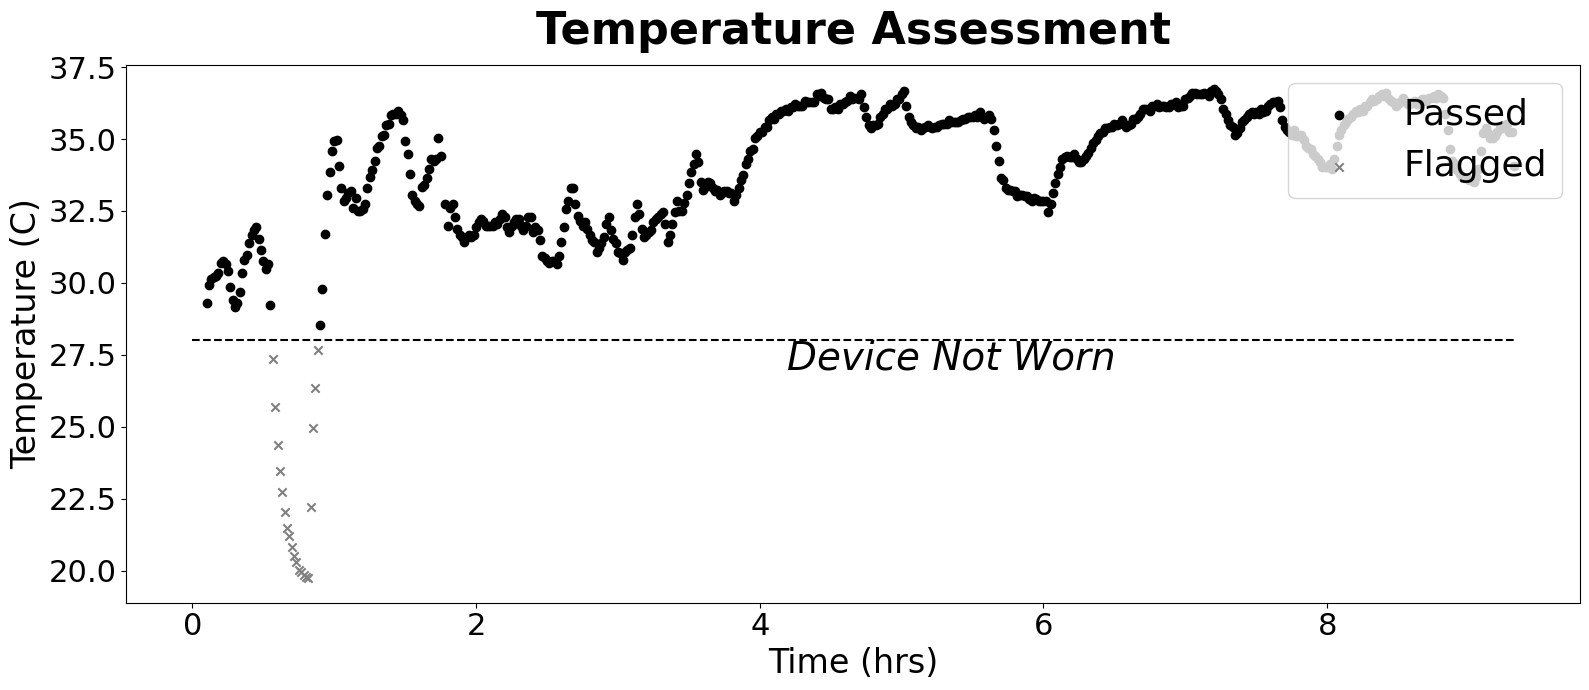 Temperature Assessment
37.5
35.0
32.5
30.0
27.5
25.0
22.5
20.0
Temperature (C)
Passed
Flagged
Device Not Worn
0 2 4 6 8
Time (hrs)